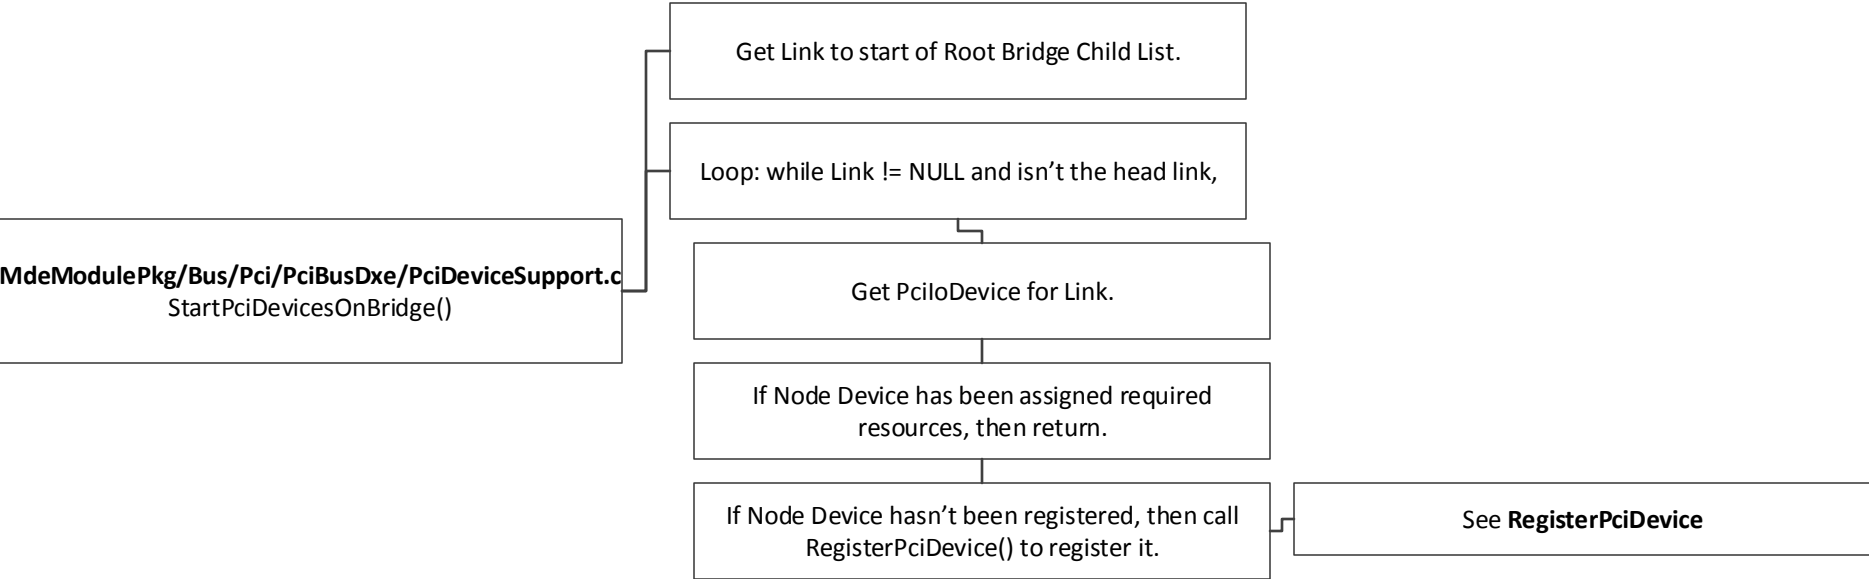 Get Link to start of Root Bridge Child List.
Loop: while Link != NULL and isn’t the head link,
MdeModulePkg/Bus/Pci/PciBusDxe/PciDeviceSupport.c
StartPciDevicesOnBridge()
Get PciIoDevice for Link.
If Node Device has been assigned required
resources, then return.
If Node Device hasn’t been registered, then call
RegisterPciDevice() to register it.
See RegisterPciDevice